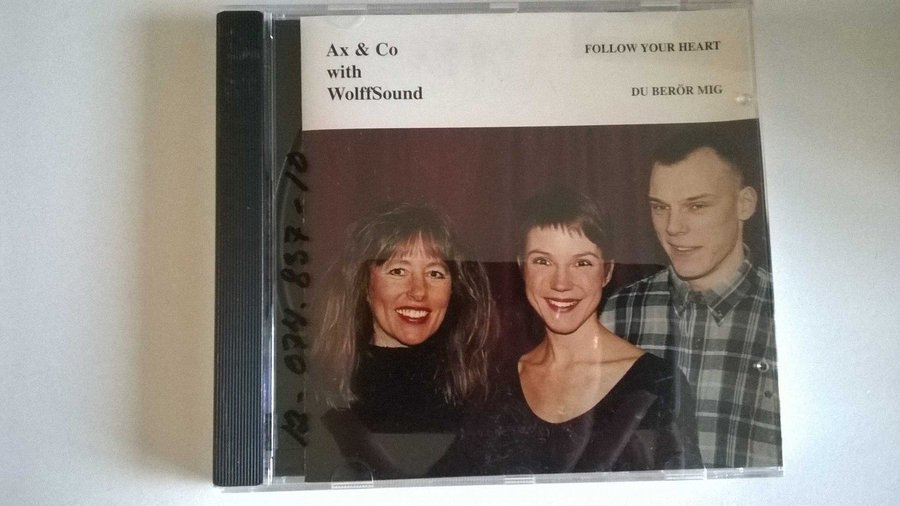 Ax & Co
with
WolffSound
FOLLOW YOUR HEART
DU BERÖR MIG